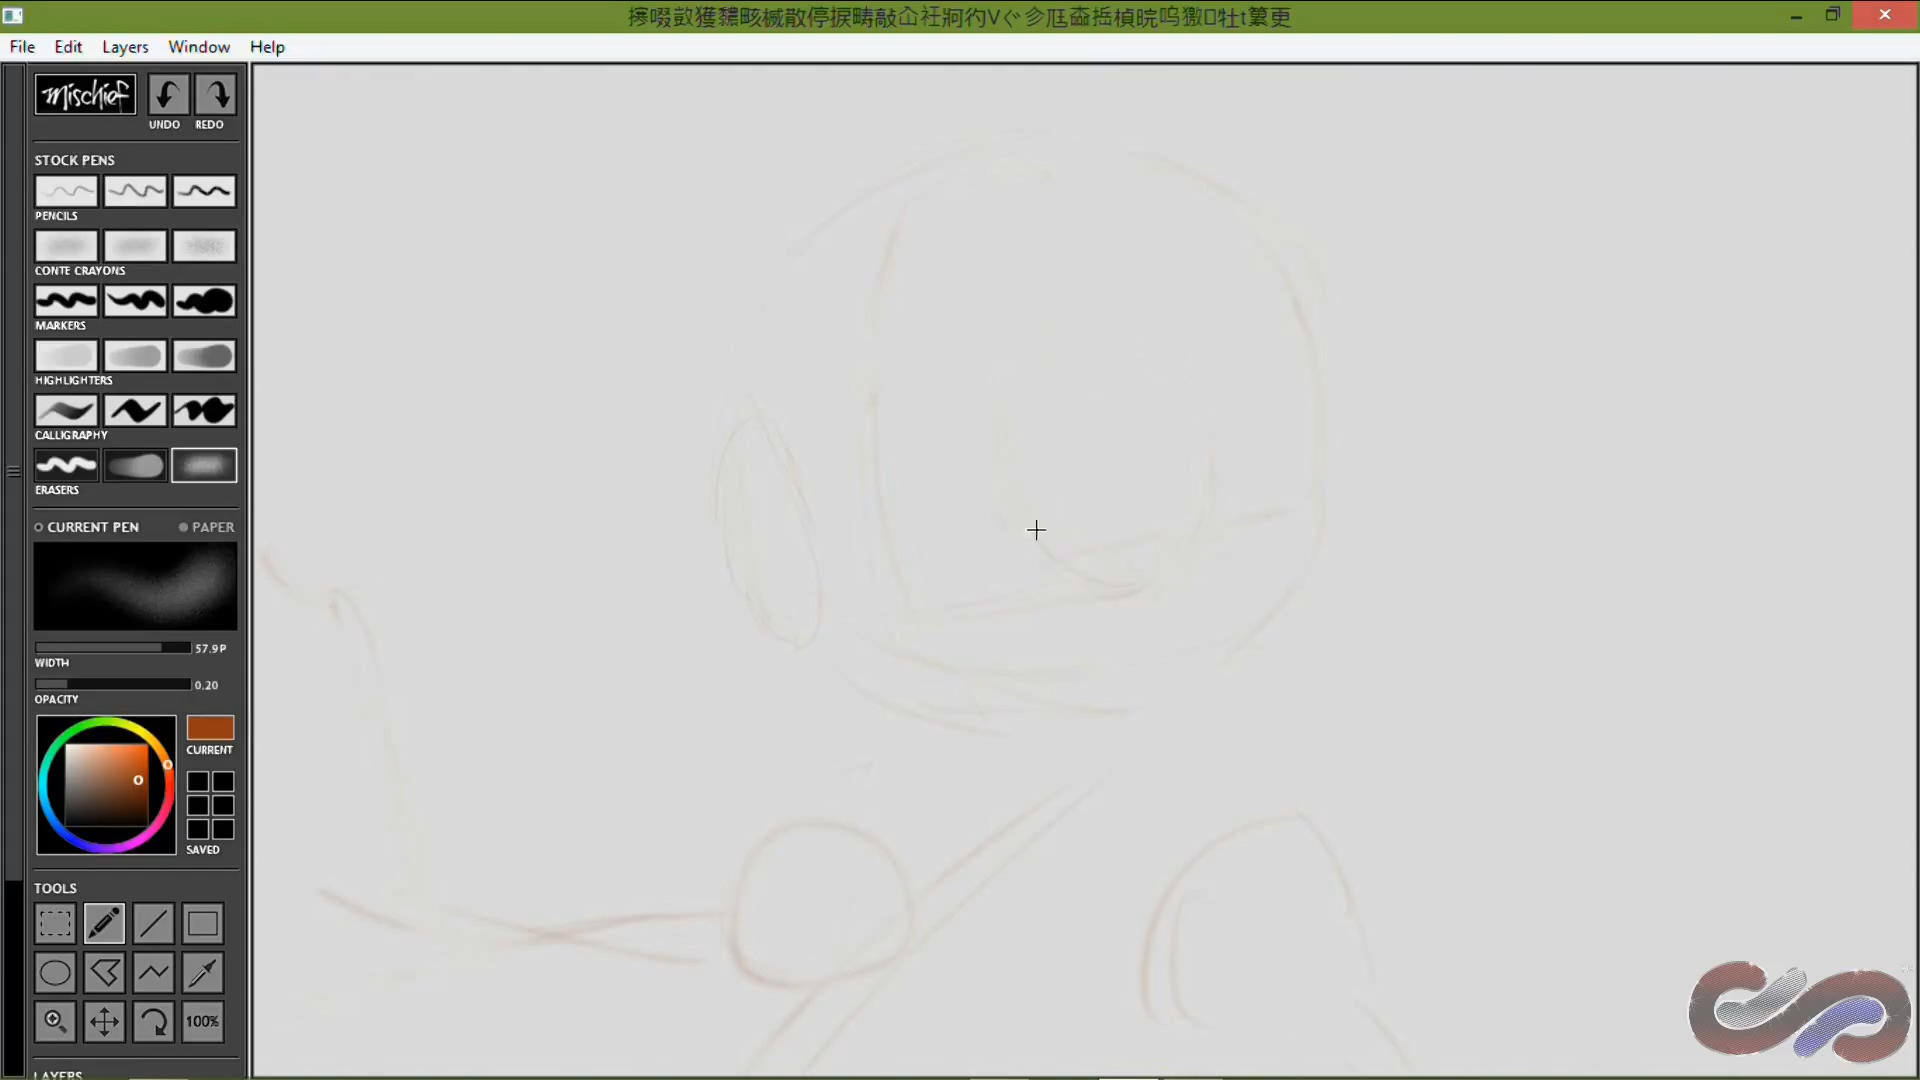 File Edit Layers Window Help
mischief
UNDO REDO
STOCK PENS
PENCILS
CONTE CRAYONS
MARKERS
HIGHLIGHTERS
CALLIGRAPHY
ERASERS
CURRENT PEN PAPER
57.9P
WIDTH
0.20
OPACITY
CURRENT
SAVED
TOOLS
100%
LAYERS